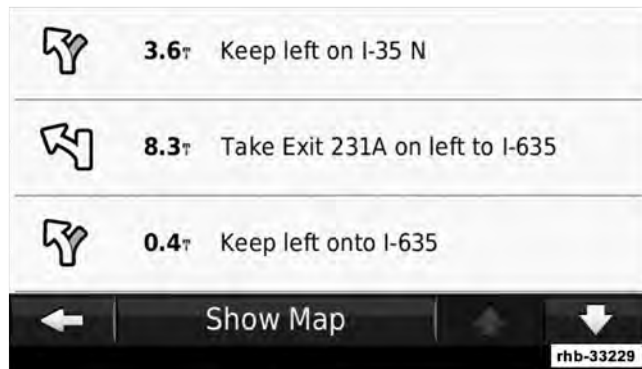 3.6 Keep left on I-35 N
8.3 Take Exit 231A on left to I-635
0.4 Keep left onto I-635
Show Map
rhb-33229